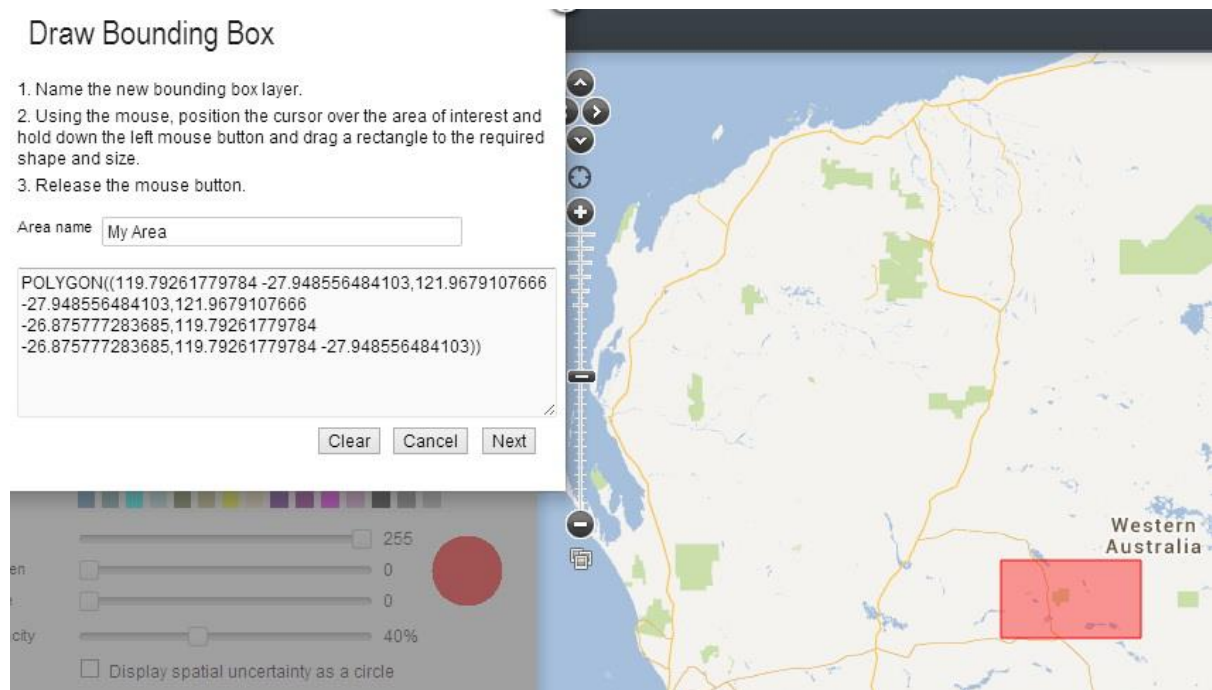 Draw Bounding Box
1. Name the new bounding box layer.
2. Using the mouse, position the cursor over the area of interest and
hold down the left mouse button and drag a rectangle to the required
shape and size.
3. Release the mouse button.
Area name My Area
POLYGON((119.79261779784 -27.948556484103,121.9679107666
-27.948556484103,121.9679107666
-26.875777283685,119.79261779784
-26.875777283685,119.79261779784 -27.948556484103))
Clear Cancel Next
255
en 0
0
city 40%
Display spatial uncertainty as a circle
Western
Australia